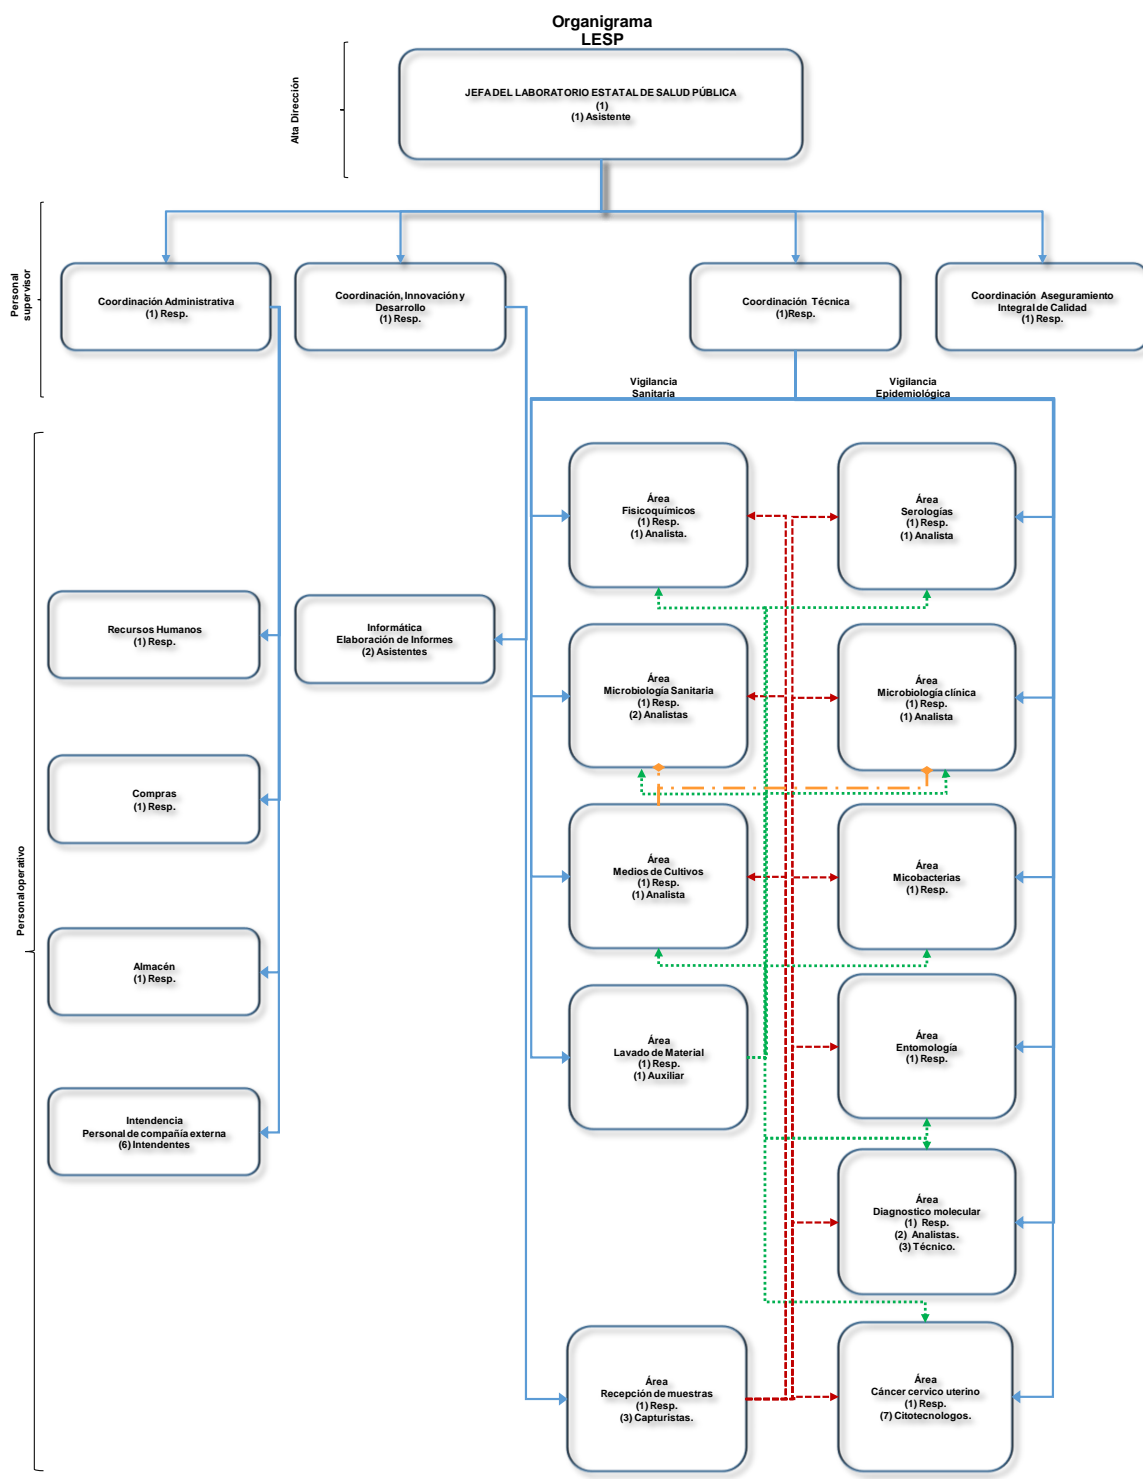 Organigrama
LESP
Alta Dirección
JEFA DEL LABORATORIO ESTATAL DE SALUD PÚBLICA
(1)
(1) Asistente
Personal
supervisor
Coordinación Administrativa
(1) Resp.
Coordinación, Innovación y
Desarrollo
(1) Resp.
Coordinación Técnica
(1)Resp.
Coordinación Aseguramiento
Integral de Calidad
(1) Resp.
Vigilancia
Sanitaria
Vigilancia
Epidemiológica
Personal operativo
Área
Fisicoquímicos
(1) Resp.
(1) Analista.
Área
Serologías
(1) Resp.
(1) Analista
Recursos Humanos
(1) Resp.
Informática
Elaboración de Informes
(2) Asistentes
Área
Microbiología Sanitaria
(1) Resp.
(2) Analistas
Área
Microbiología clínica
(1) Resp.
(1) Analista
Compras
(1) Resp.
Área
Medios de Cultivos
(1) Resp.
(1) Analista
Área
Micobacterias
(1) Resp.
Almacén
(1) Resp.
Área
Lavado de Material
(1) Resp.
(1) Auxiliar
Área
Entomología
(1) Resp.
Intendencia
Personal de compañía externa
(6) Intendentes
Área
Diagnostico molecular
(1) Resp.
(2) Analistas.
(3) Técnico.
Área
Recepción de muestras
(1) Resp.
(3) Capturistas.
Área
Cáncer cervico uterino
(1) Resp.
(7) Citotecnologos.